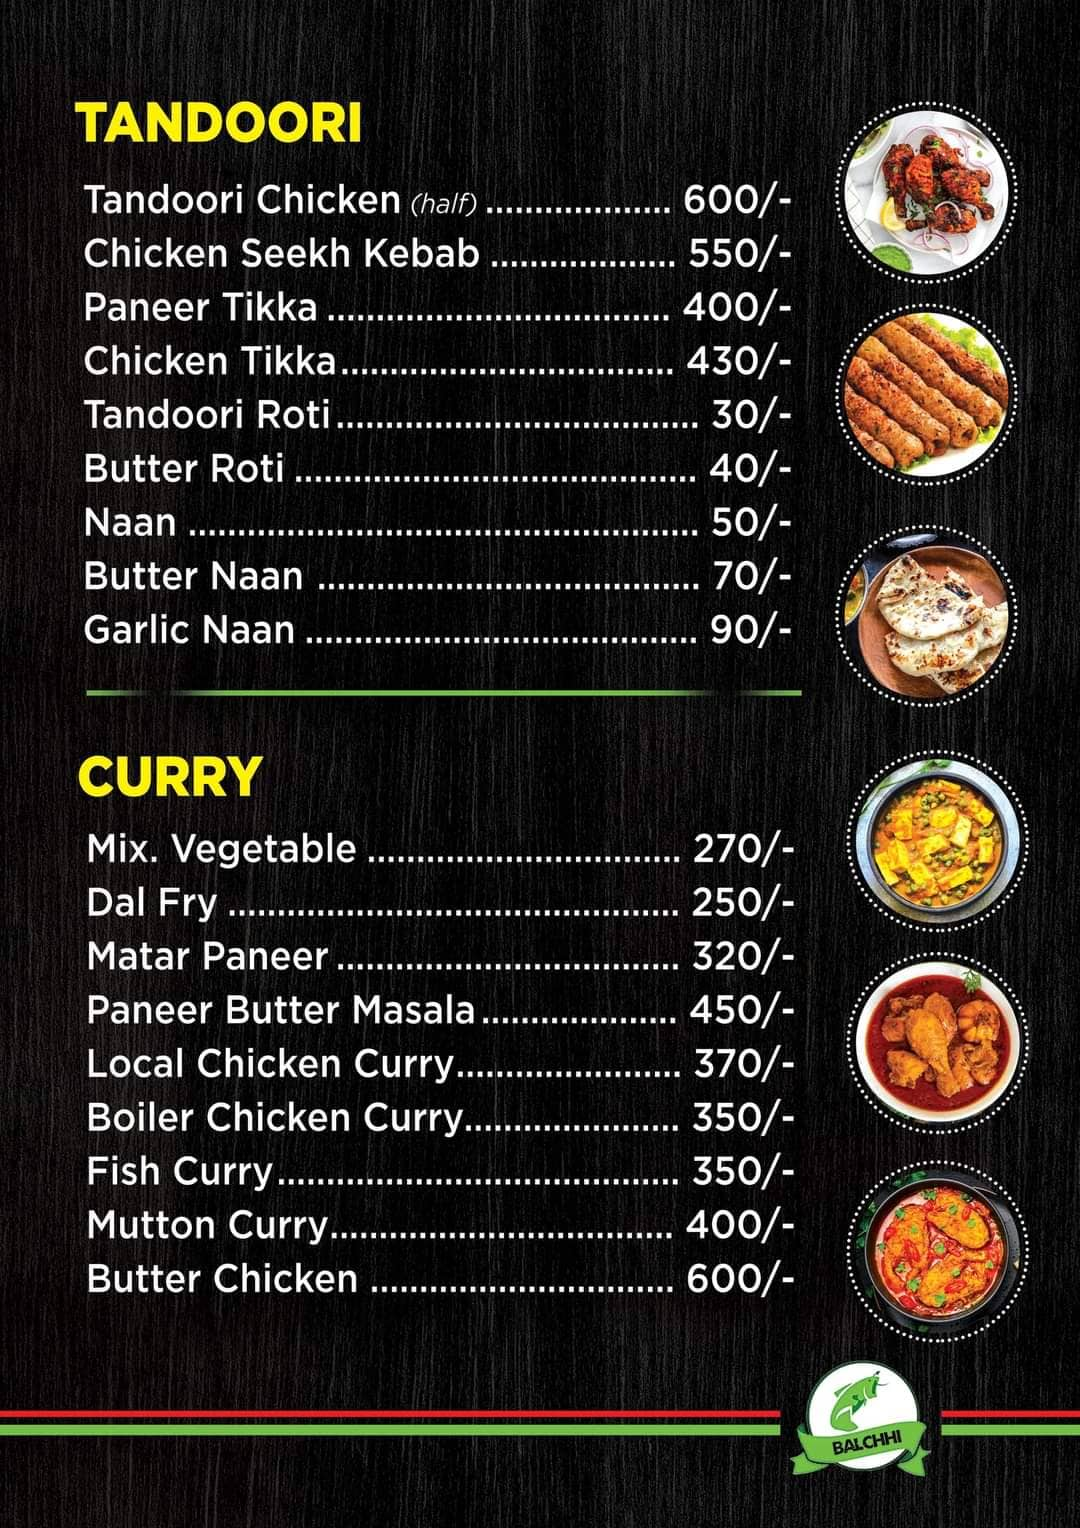 TANDOORI
Tandoori Chicken (half) ................... 600/-
Chicken Seekh Kebab ................... 550/-
Paneer Tikka ................................... 400/-
Chicken Tikka.................................. 430/-
Tandoori Roti..................................... 30/-
Butter Roti ......................................... 40/-
Naan .................................................... 50/-
Butter Naan ....................................... 70/-
Garlic Naan ........................................ 90/-
CURRY
Mix. Vegetable ................................ 270/-
Dal Fry .............................................. 250/-
Matar Paneer ................................... 320/-
Paneer Butter Masala.................... 450/-
Local Chicken Curry....................... 370/-
Boiler Chicken Curry...................... 350/-
Fish Curry......................................... 350/-
Mutton Curry................................... 400/-
Butter Chicken ............................... 600/-
BALCHHI